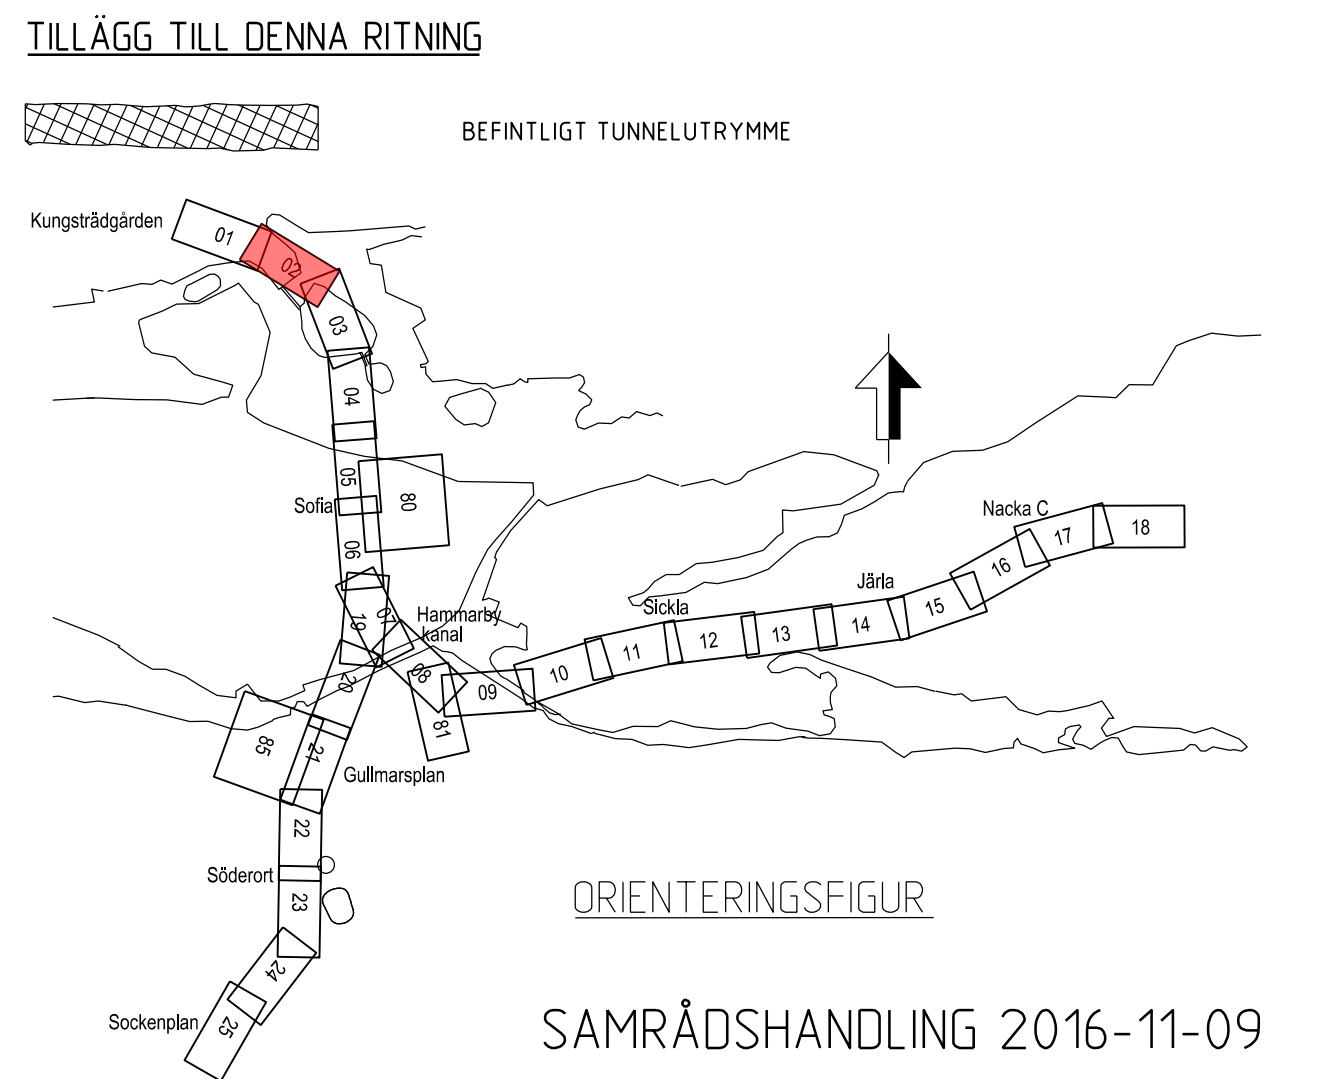 TILLÄGG TILL DENNA RITNING
BEFINTLIGT TUNNELUTRYMME
Kungsträdgården
01
02
03
04
05
80
Sofia
06
07
19
Hammarby
kanal
08
20
09
10
11
Sickla
12
13
14
Järla
15
16
Nacka C
17
18
81
85
21
Gullmarsplan
22
Söderort
23
24
Sockenplan
25
ORIENTERINGSFIGUR
SAMRÅDSHANDLING 2016-11-09